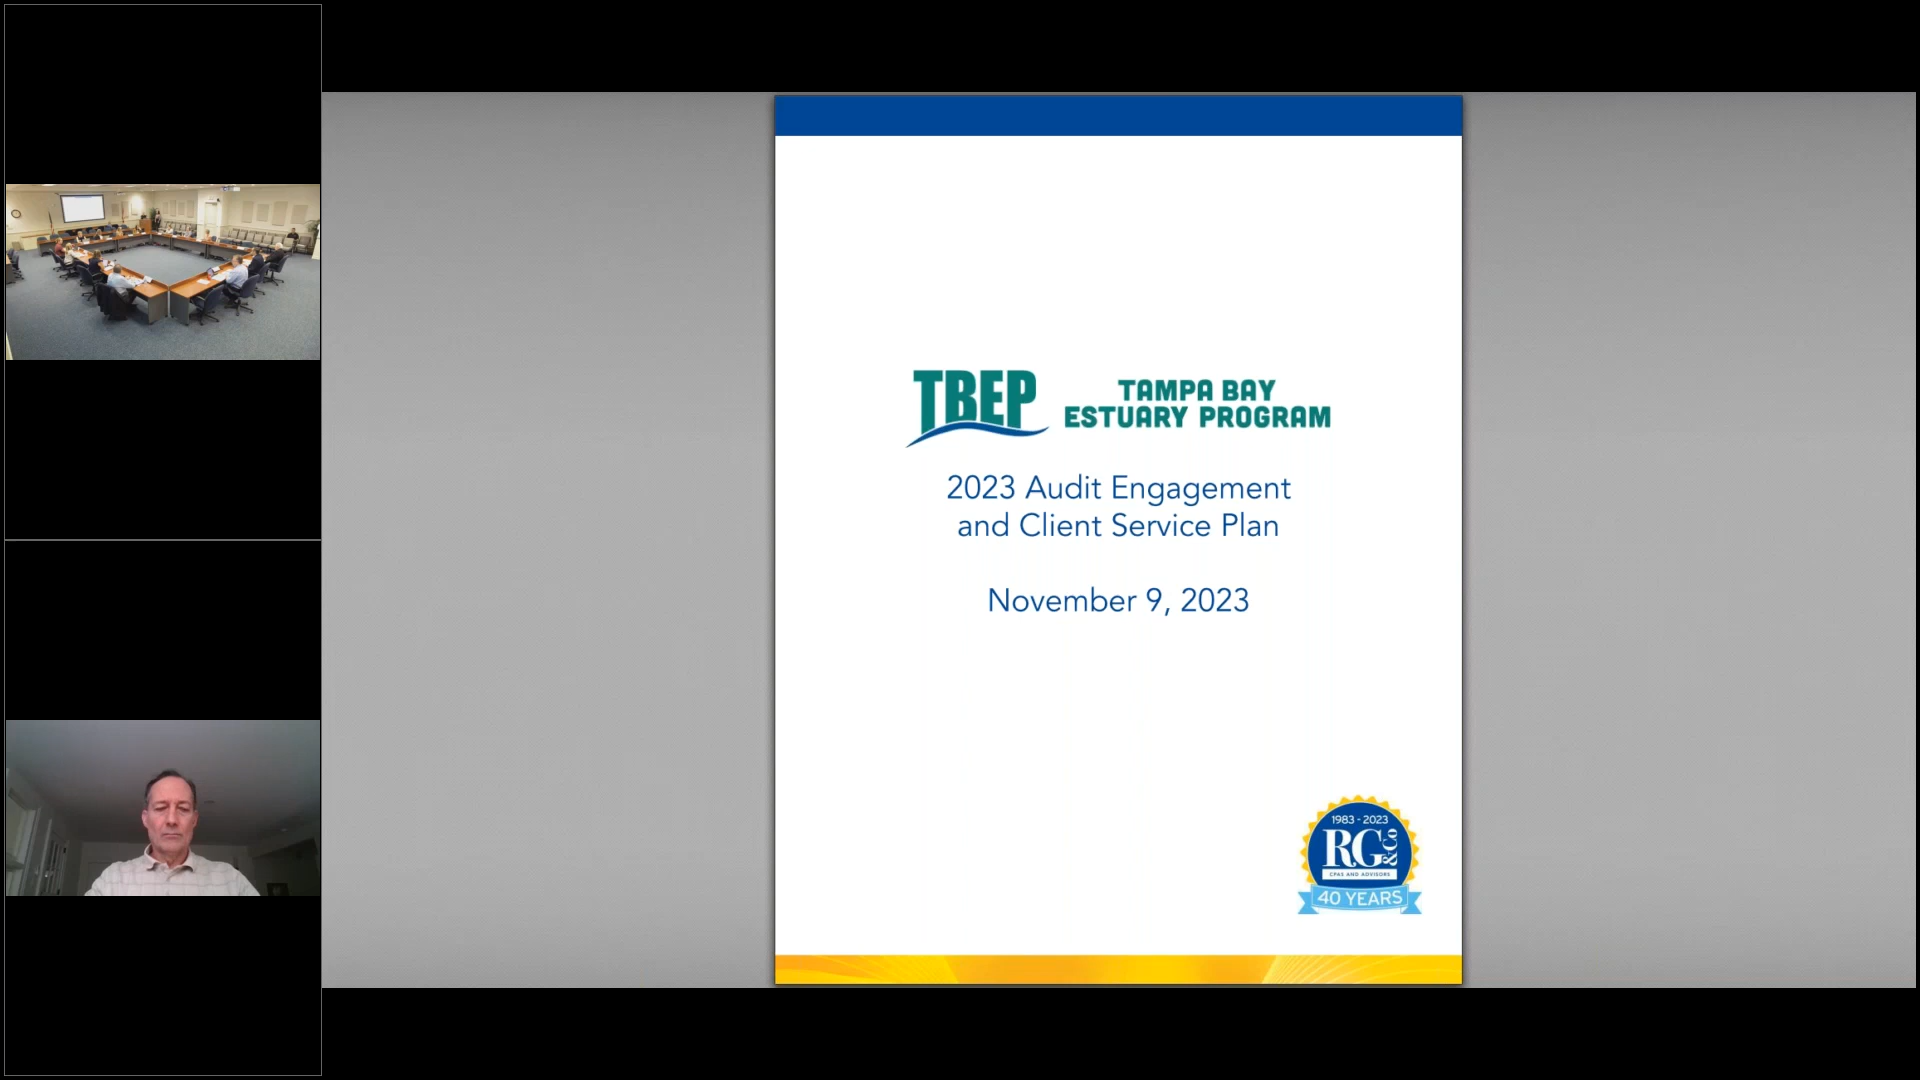 TBEP
TAMPA BAY
ESTUARY PROGRAM
2023 Audit Engagement
and Client Service Plan
November 9, 2023
1983 - 2023
RG
&Co
CPAS AND ADVISORS
40 YEARS